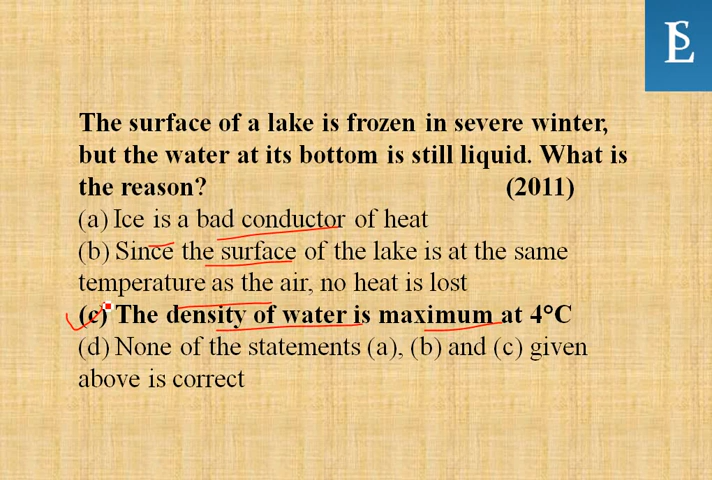 SL
The surface of a lake is frozen in severe winter,
but the water at its bottom is still liquid. What is
the reason? (2011)
(a) Ice is a bad conductor of heat
(b) Since the surface of the lake is at the same
temperature as the air, no heat is lost
(c) The density of water is maximum at 4°C
(d) None of the statements (a), (b) and (c) given
above is correct